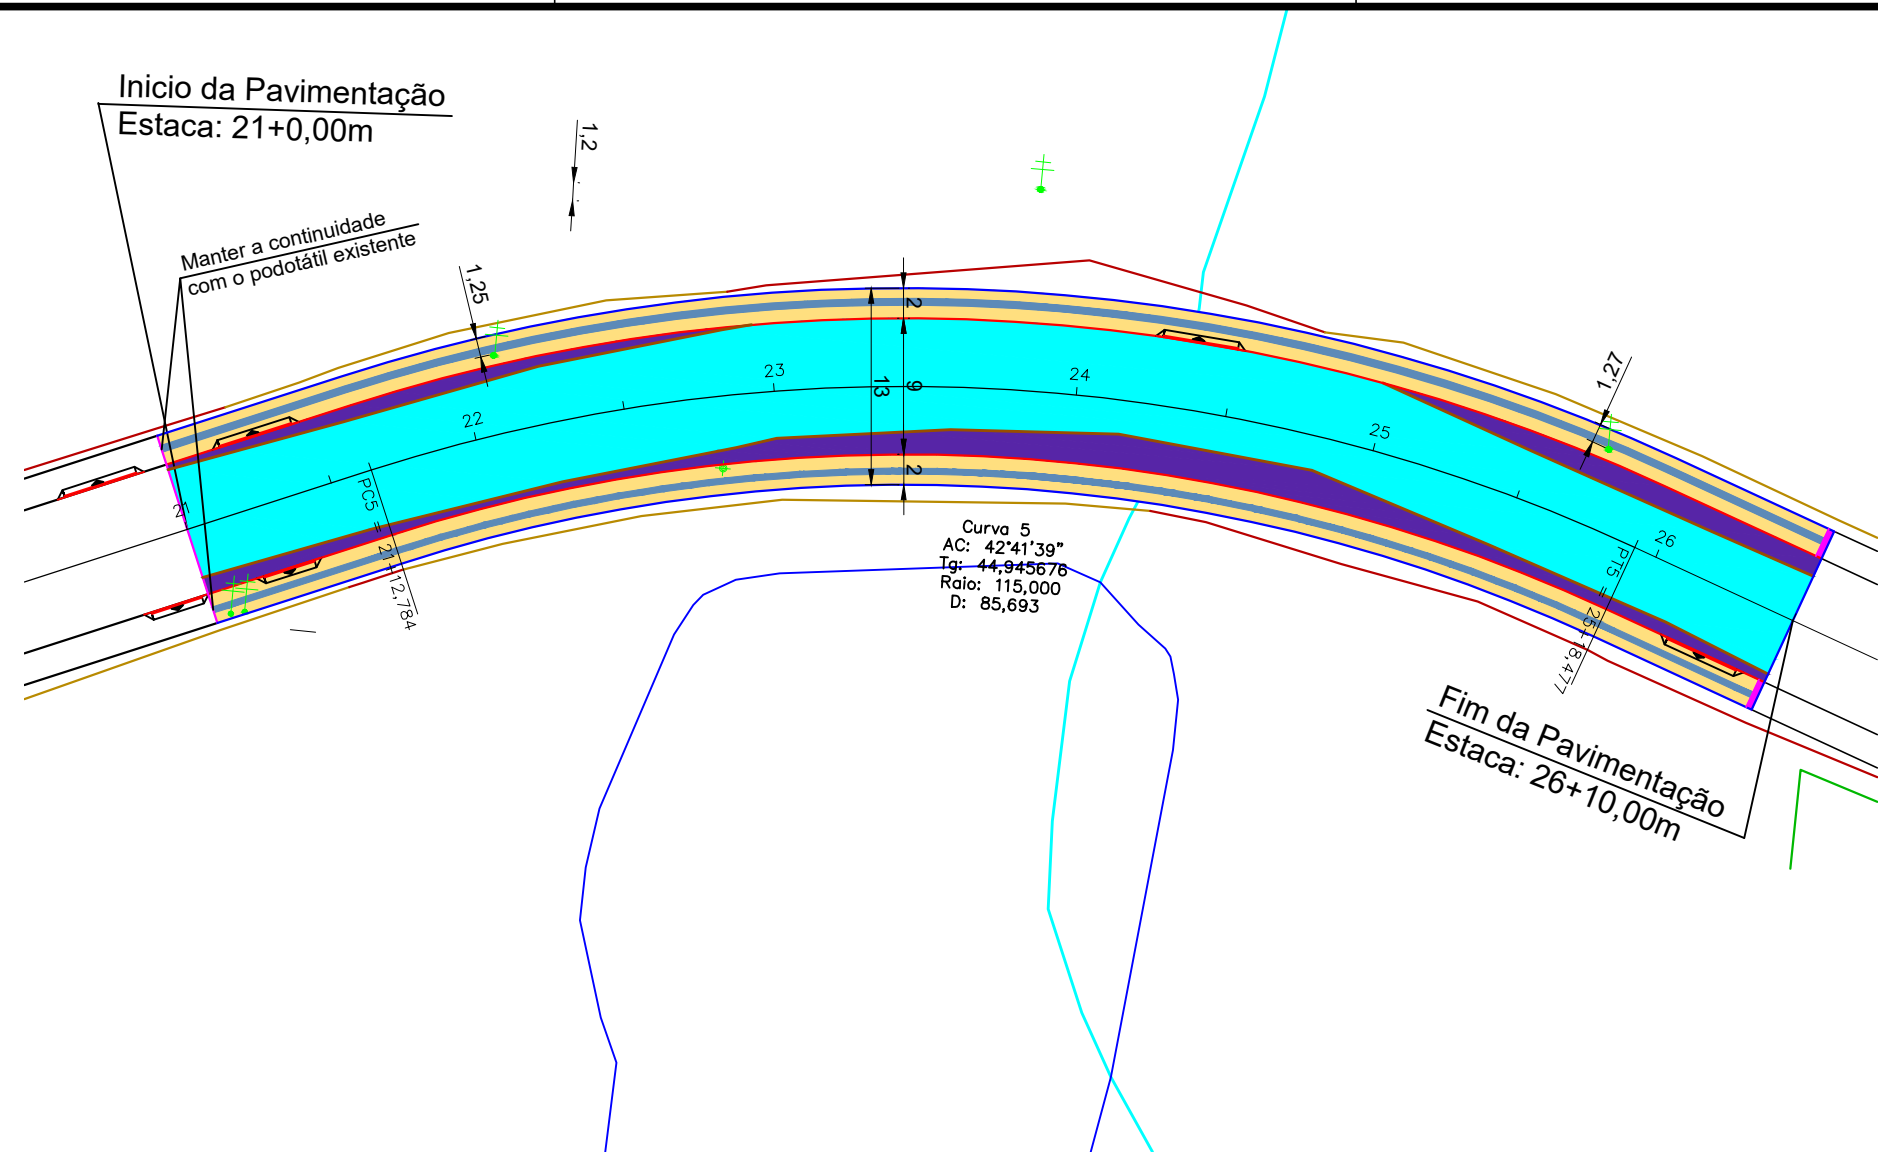 Inicio da Pavimentação
Estaca: 21+0,00m
1,2
Manter a continuidade
com o podotátil existente
1,25
2
13
9
2
1,27
21
22
23
24
25
26
PC5 = 21+12,784
Curva 5
AC: 42°41'39"
Tg: 44,945676
Raio: 115,000
D: 85,693
PT5 = 25+18,477
Fim da Pavimentação
Estaca: 26+10,00m